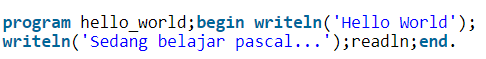 program hello_world;begin writeln('Hello World');
writeln('Sedang belajar pascal...');readln;end.